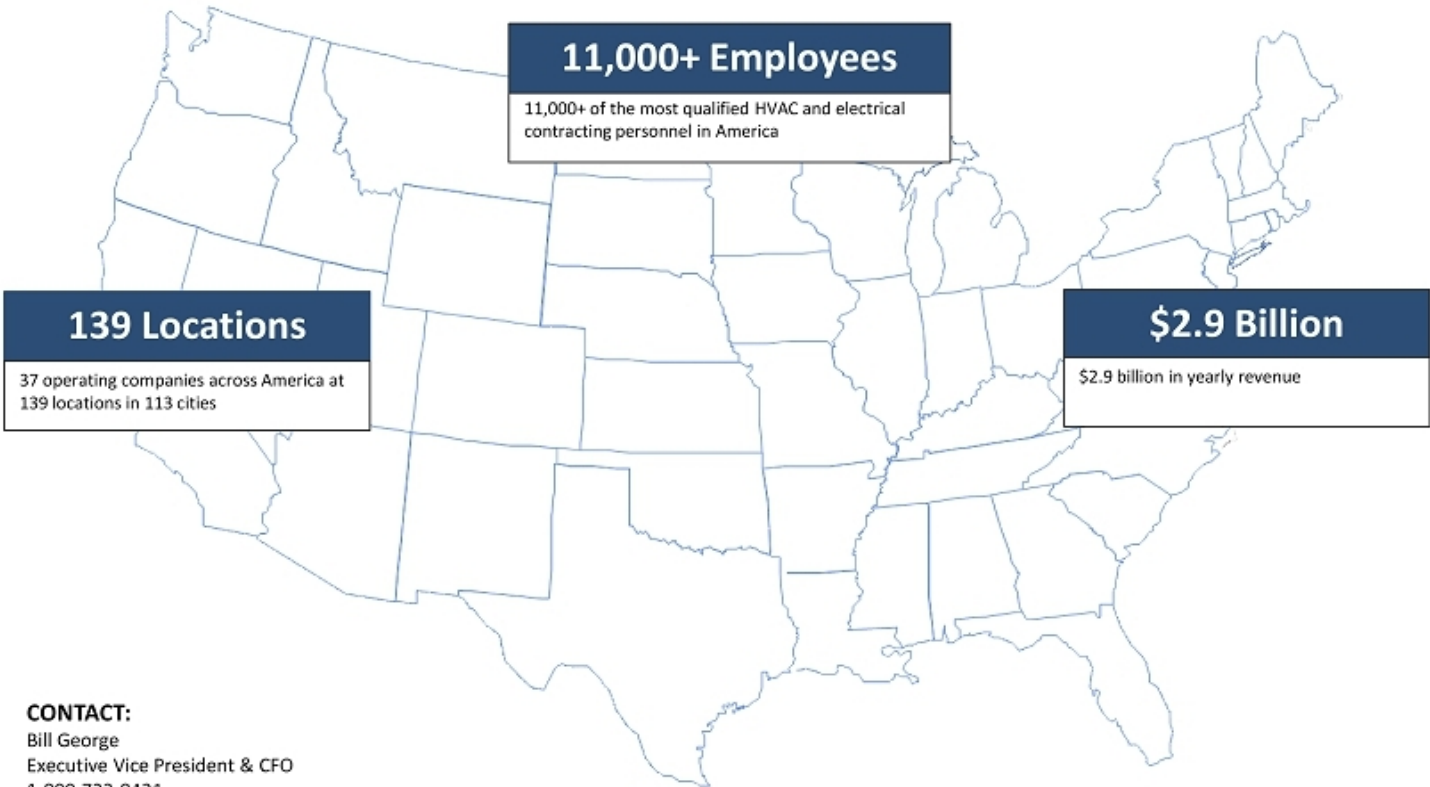 11,000+ Employees
11,000+ of the most qualified HVAC and electrical
contracting personnel in America
139 Locations
37 operating companies across America at
139 locations in 113 cities
$2.9 Billion
$2.9 billion in yearly revenue
CONTACT:
Bill George
Executive Vice President & CFO